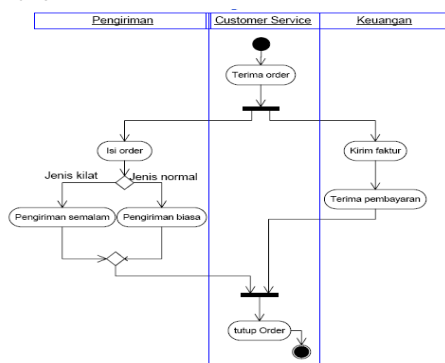 Pengiriman
Customer Service
Keuangan
Terima order
Isi order
Kirim faktur
Jenis kilat
Jenis normal
Terima pembayaran
Pengiriman semalam
Pengiriman biasa
tutup Order